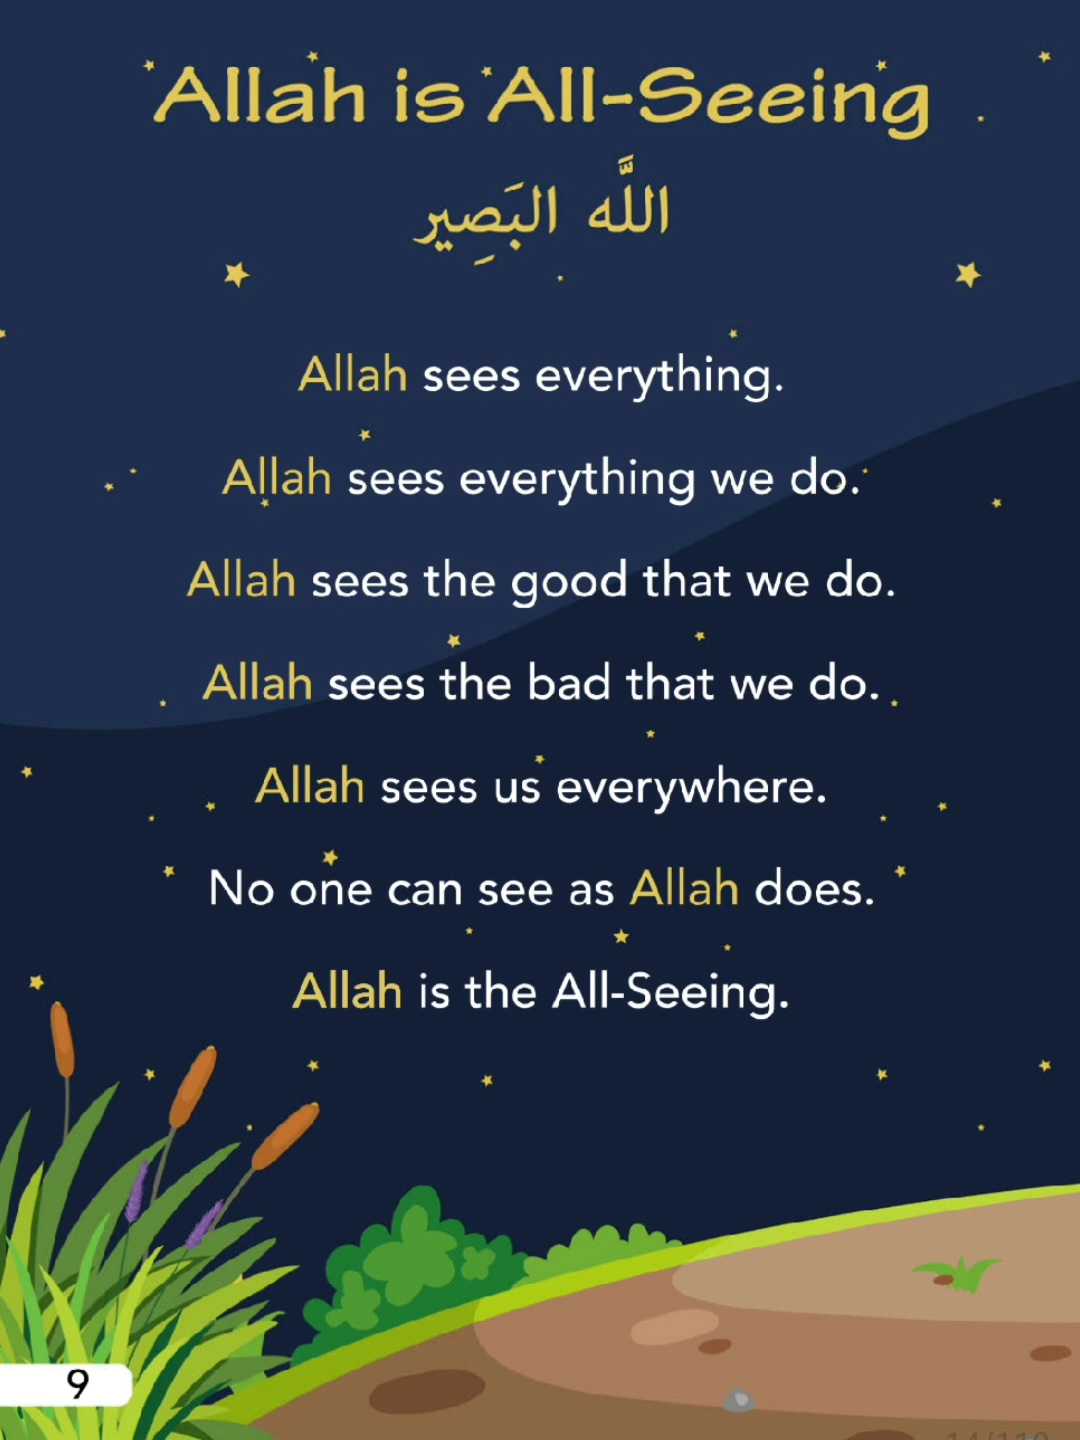 Allah is All-Seeing
اللَّه البَصِير
Allah sees everything.
Allah sees everything we do.
Allah sees the good that we do.
Allah sees the bad that we do.
Allah sees us everywhere.
No one can see as Allah does.
Allah is the All-Seeing.
9